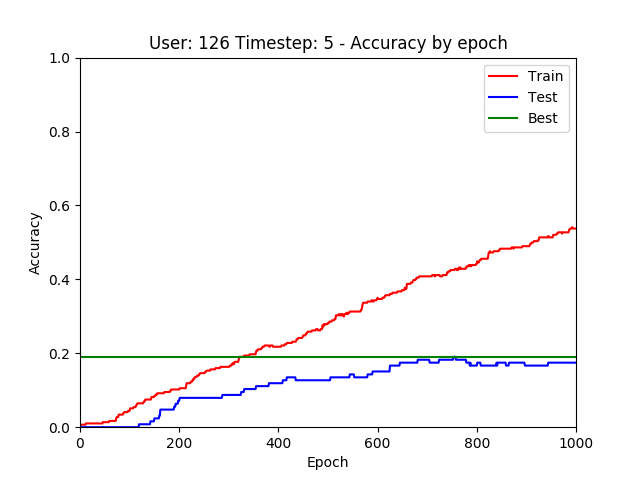 User: 126 Timestep: 5 - Accuracy by epoch
Train
Test
Best
Accuracy
1.0
0.8
0.6
0.4
0.2
0.0
0 200 400 600 800 1000
Epoch